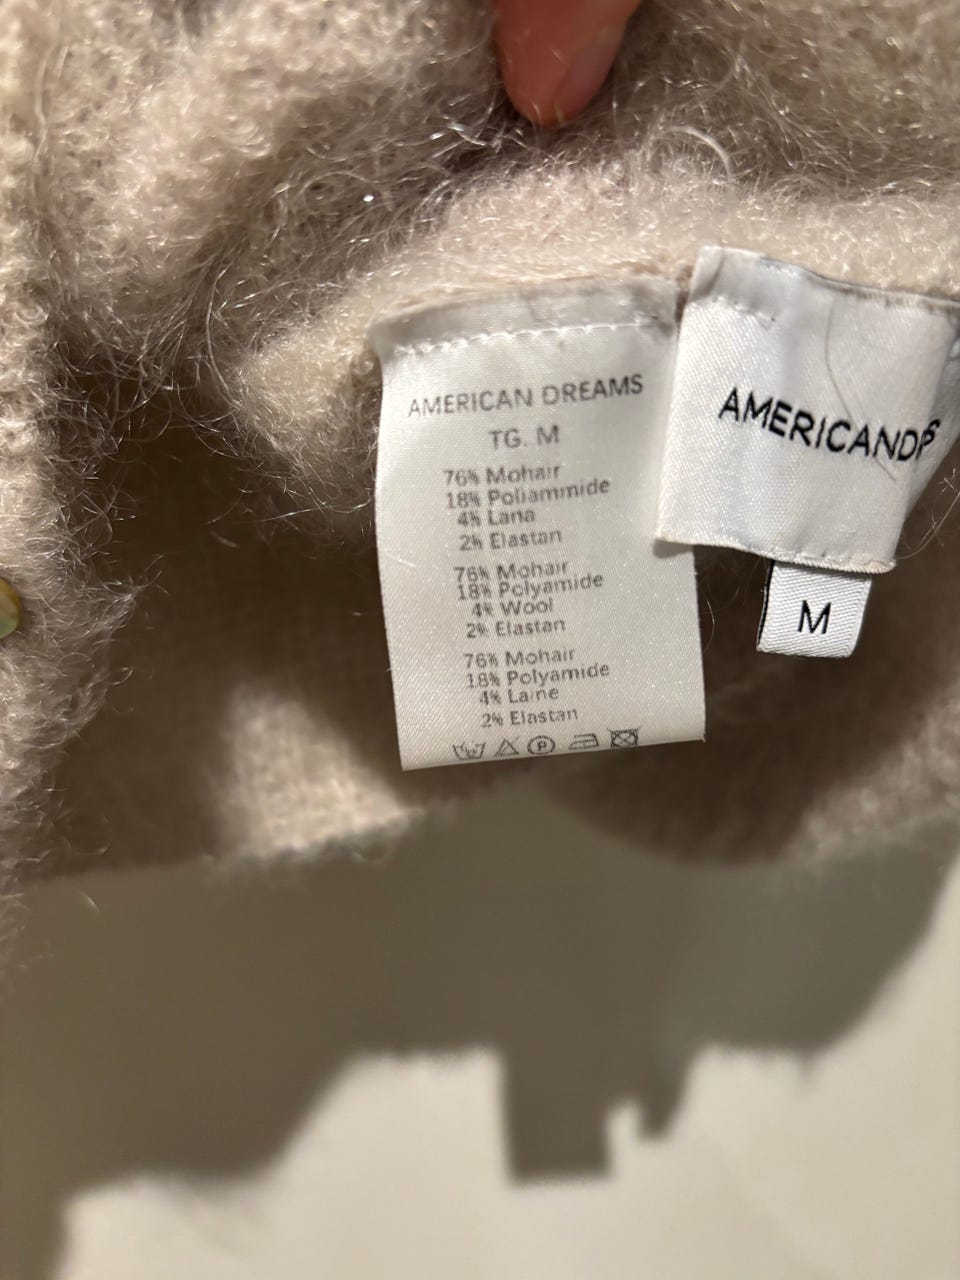 AMERICAN DREAMS
TG. M
76% Mohair
18% Poliammide
4% Lana
2% Elastan
76% Mohair
18% Polyamide
4% Wool
2% Elastan
76% Mohair
18% Polyamide
4% Laine
2% Elastan
P
AMERICAND
M